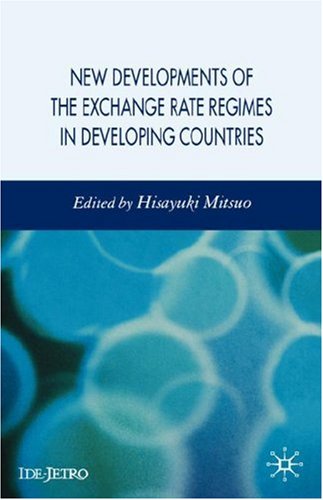 NEW DEVELOPMENTS OF
THE EXCHANGE RATE REGIMES
IN DEVELOPING COUNTRIES
Edited by Hisayuki Mitsuo
IDE-JETRO